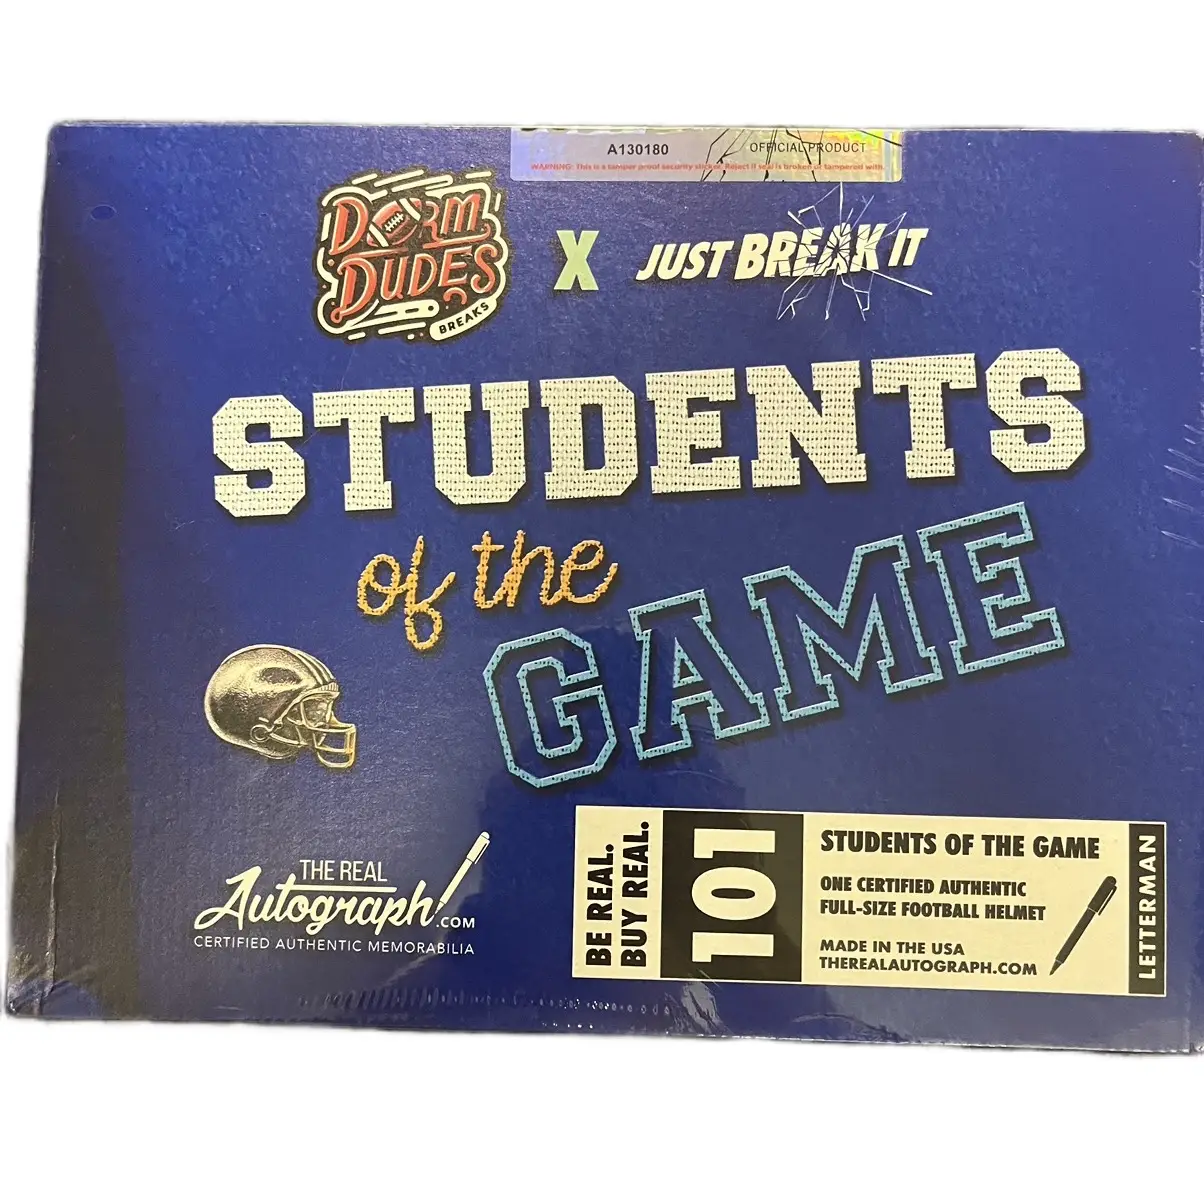 A130180 OFFICIAL PRODUCT
WARNING: This is a tamper proof security sticker. Reject if seal is broken or tampered with.
DORM
DUDES
BREAKS
X
JUST BREAK IT
STUDENTS
of the
GAME
THE REAL
Autograph!.COM
CERTIFIED AUTHENTIC MEMORABILIA
BE REAL.
BUY REAL.
101
STUDENTS OF THE GAME
ONE CERTIFIED AUTHENTIC
FULL-SIZE FOOTBALL HELMET
MADE IN THE USA
THEREALAUTOGRAPH.COM
LETTERMAN